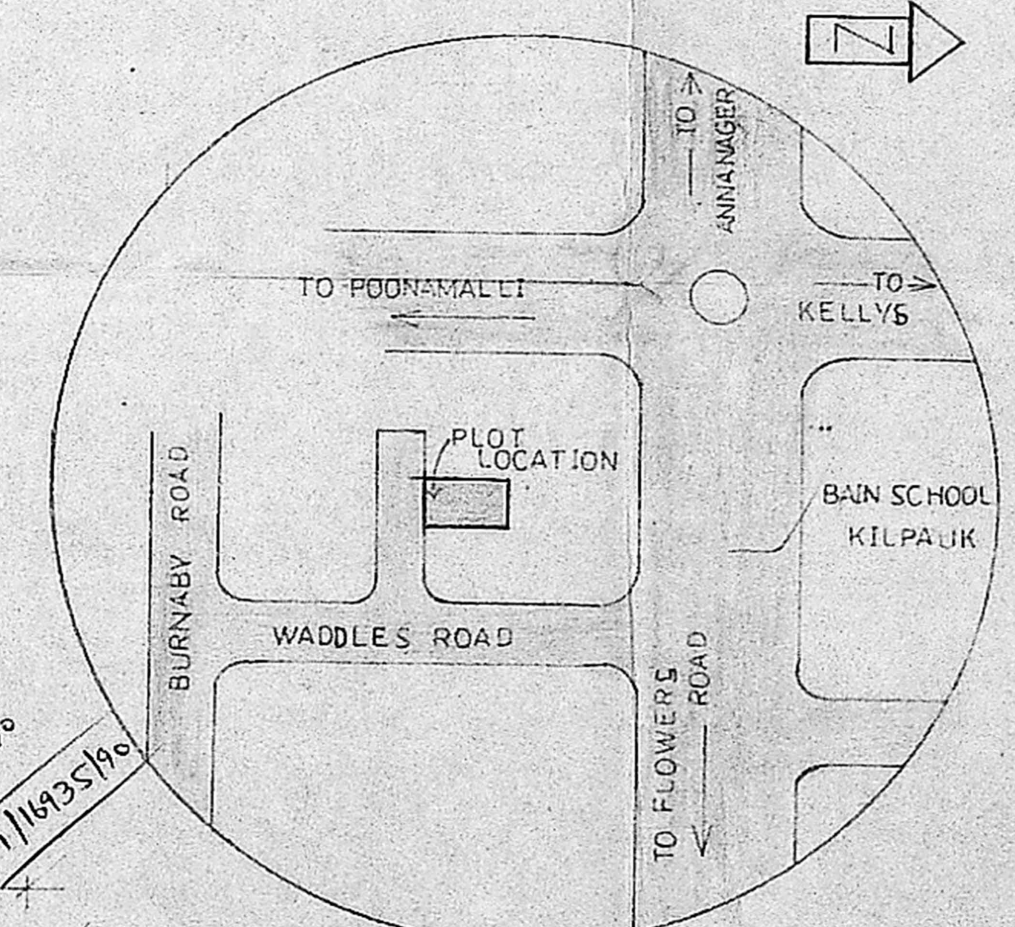 N
TO
ANNANAGER
TO POONAMALLI
TO
KELLYS
PLOT
LOCATION
BURNABY ROAD
BAIN SCHOOL
KILPAUK
WADDLES ROAD
TO FLOWERS
ROAD
1/16935/90